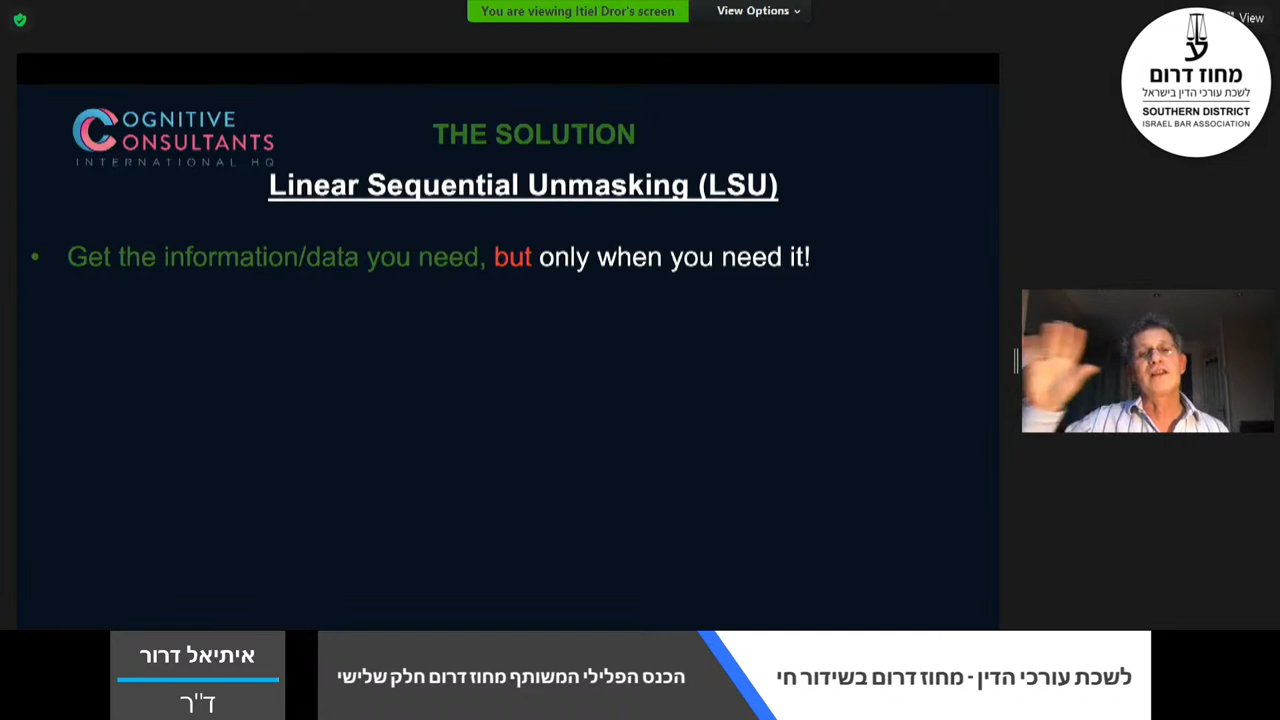 You are viewing Itiel Dror's screen
View Options
View
מחוז דרום
לשכת עורכי הדין בישראל
SOUTHERN DISTRICT
ISRAEL BAR ASSOCIATION
COGNITIVE
CONSULTANTS
INTERNATIONAL HQ
THE SOLUTION
Linear Sequential Unmasking (LSU)
• Get the information/data you need, but only when you need it!
איתיאל דרור
ד"ר
הכנס הפלילי המשותף מחוז דרום חלק שלישי
לשכת עורכי הדין - מחוז דרום בשידור חי